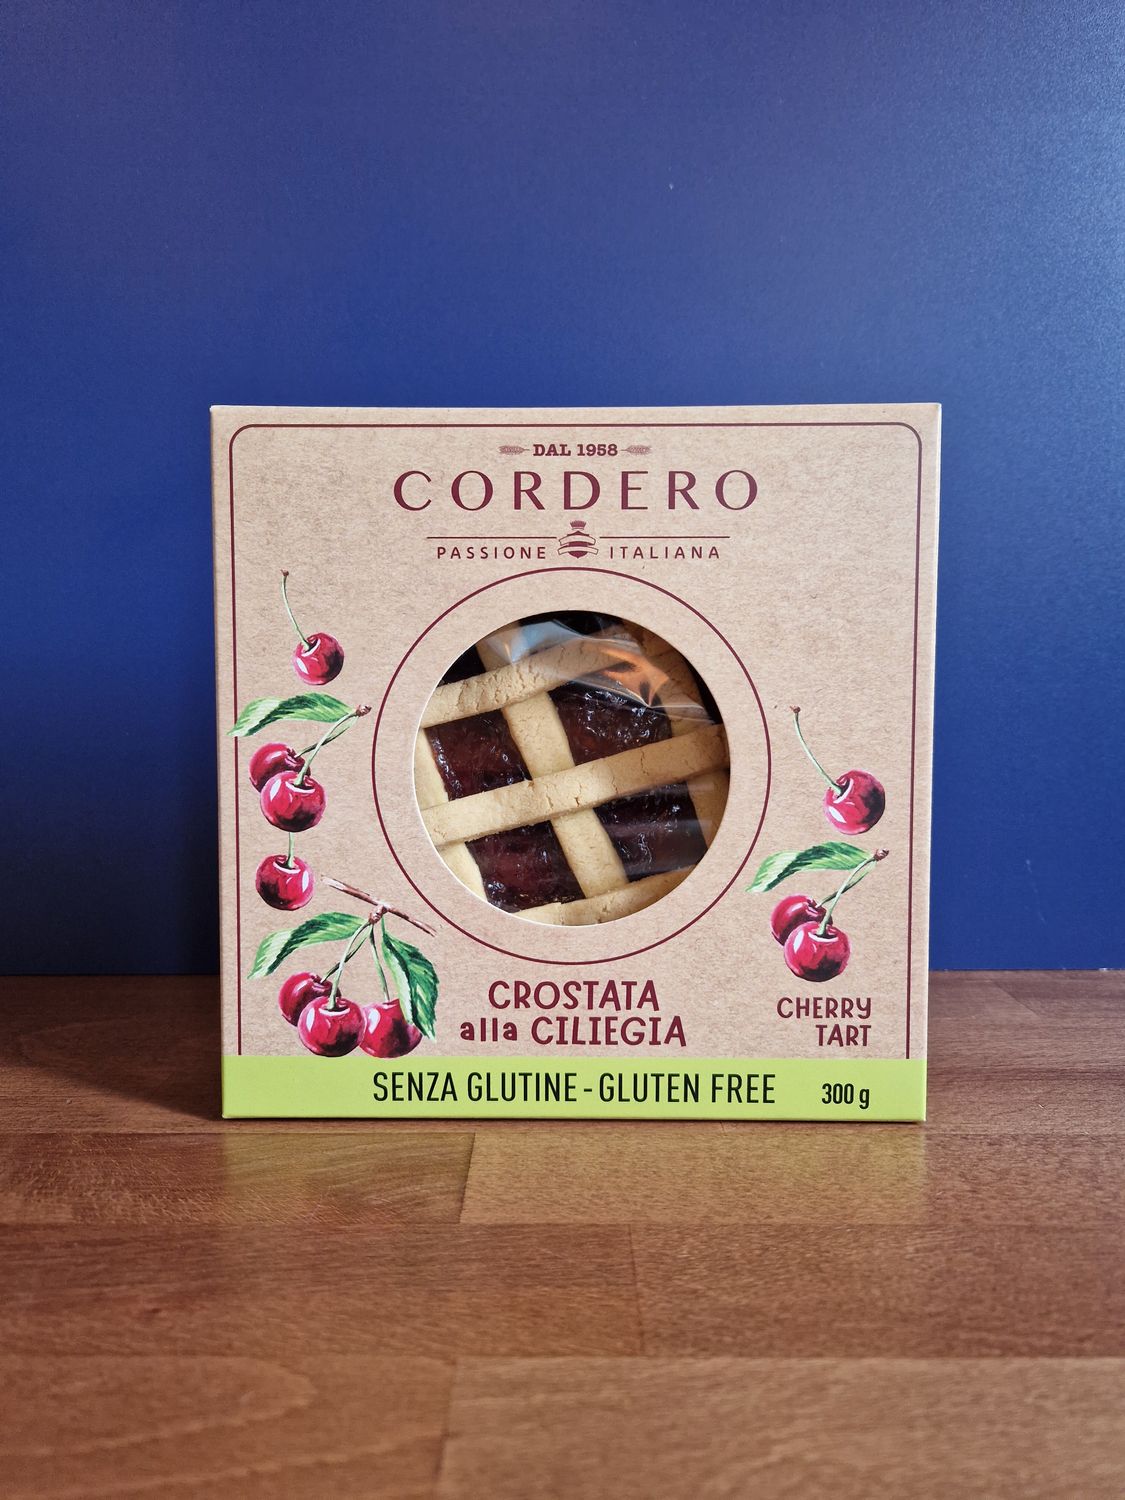 DAL 1958
CORDERO
PASSIONE ITALIANA
CROSTATA
alla CILIEGIA
CHERRY
TART
SENZA GLUTINE - GLUTEN FREE 300 g